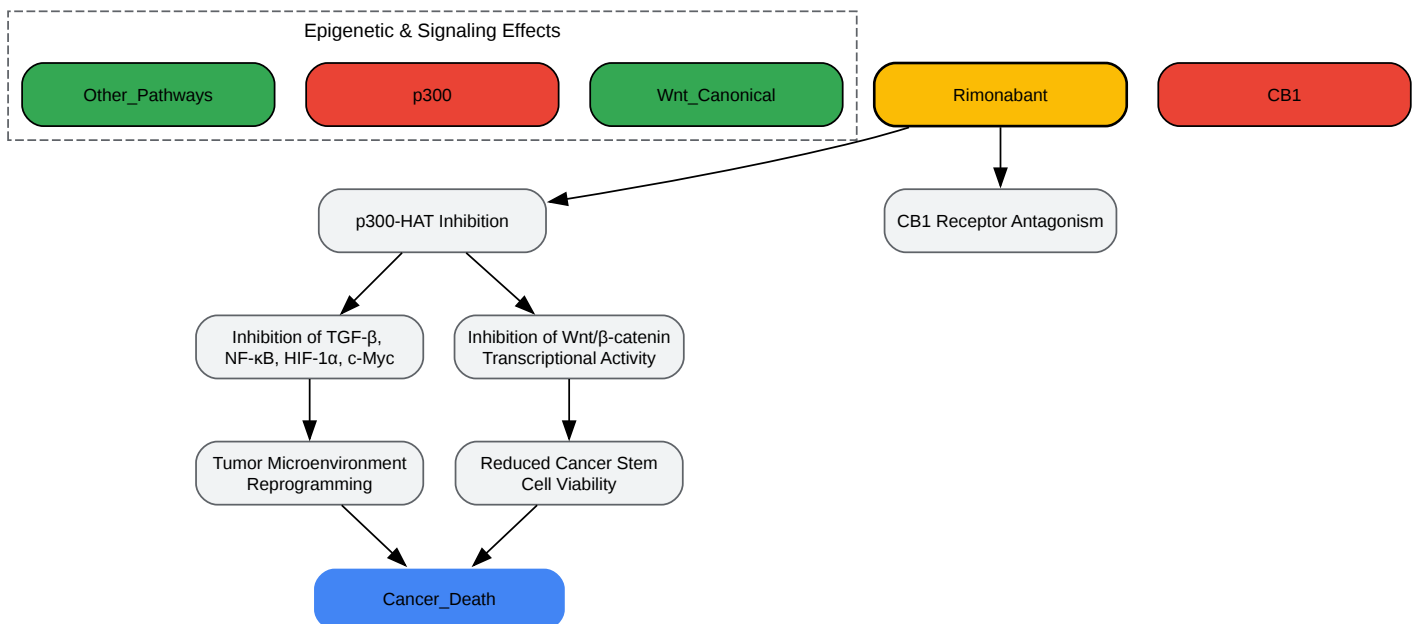 Epigenetic & Signaling Effects
Other_Pathways
p300
Wnt_Canonical
Rimonabant
CB1
p300-HAT Inhibition
CB1 Receptor Antagonism
Inhibition of TGF-β,
NF-κB, HIF-1α, c-Myc
Inhibition of Wnt/β-catenin
Transcriptional Activity
Tumor Microenvironment
Reprogramming
Reduced Cancer Stem
Cell Viability
Cancer_Death